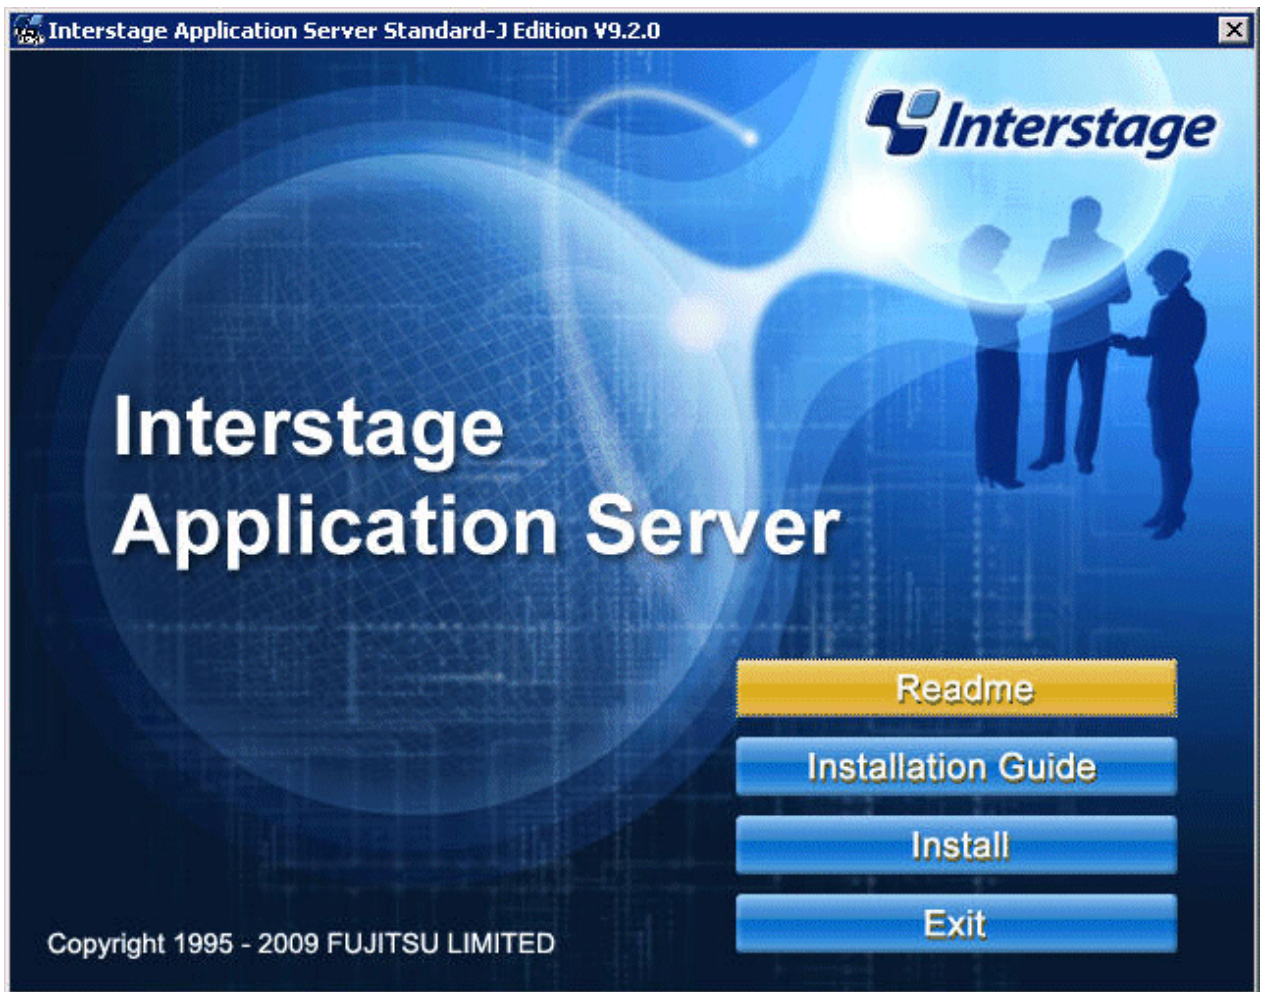 Interstage Application Server Standard-J Edition V9.2.0
Interstage
Interstage
Application Server
Readme
Installation Guide
Install
Exit
Copyright 1995 - 2009 FUJITSU LIMITED